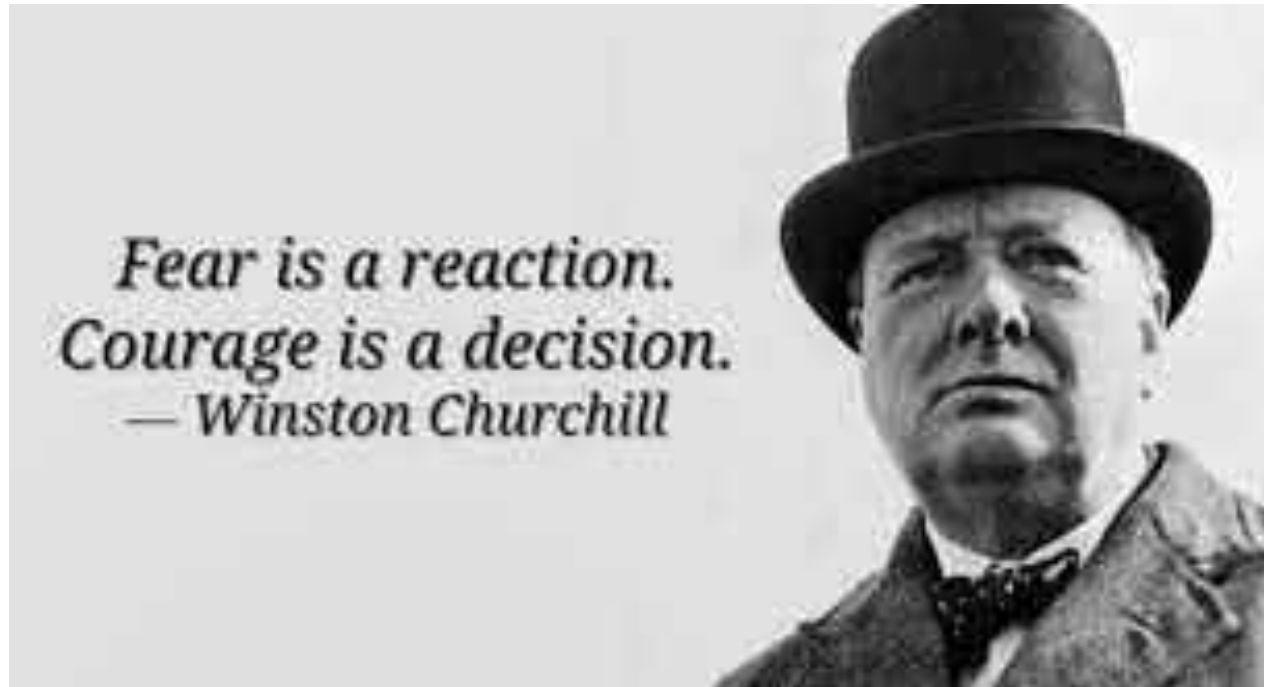 Fear is a reaction.
Courage is a decision.
— Winston Churchill